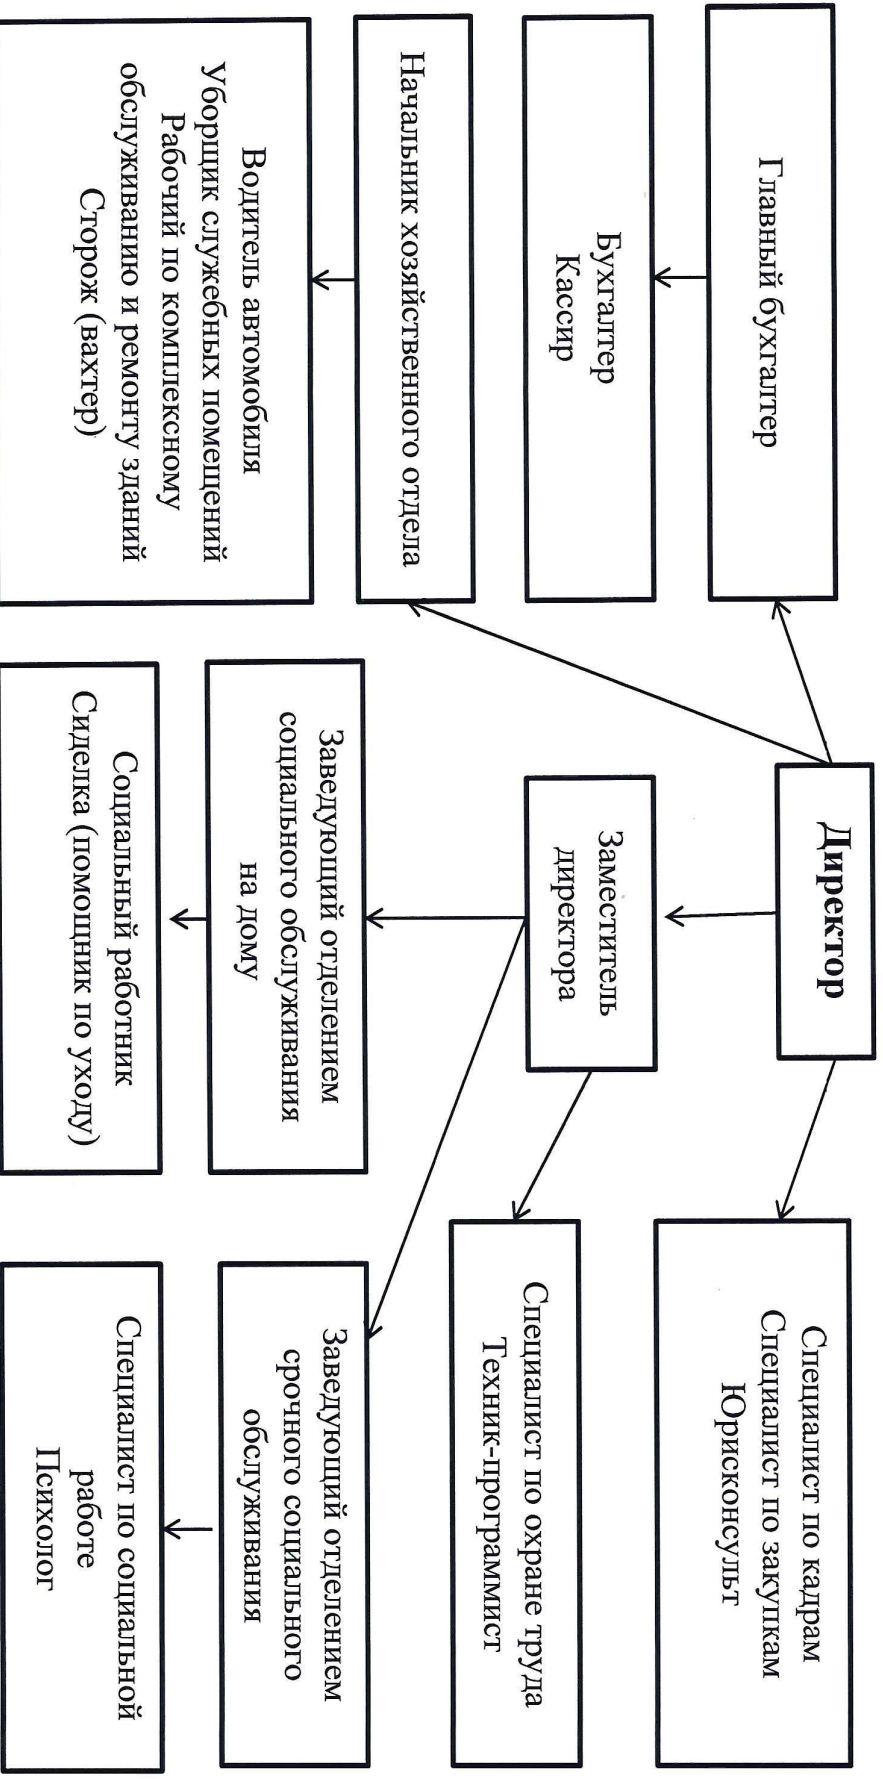 Директор
Главный бухгалтер
Бухгалтер
Кассир
Начальник хозяйственного отдела
Водитель автомобиля
Уборщик служебных помещений
Рабочий по комплексному
обслуживанию и ремонту зданий
Сторож (вахтер)
Заместитель
директора
Заведующий отделением
социального обслуживания
на дому
Социальный работник
Сиделка (помощник по уходу)
Специалист по кадрам
Специалист по закупкам
Юрисконсульт
Специалист по охране труда
Техник-программист
Заведующий отделением
срочного социального
обслуживания
Специалист по социальной
работе
Психолог